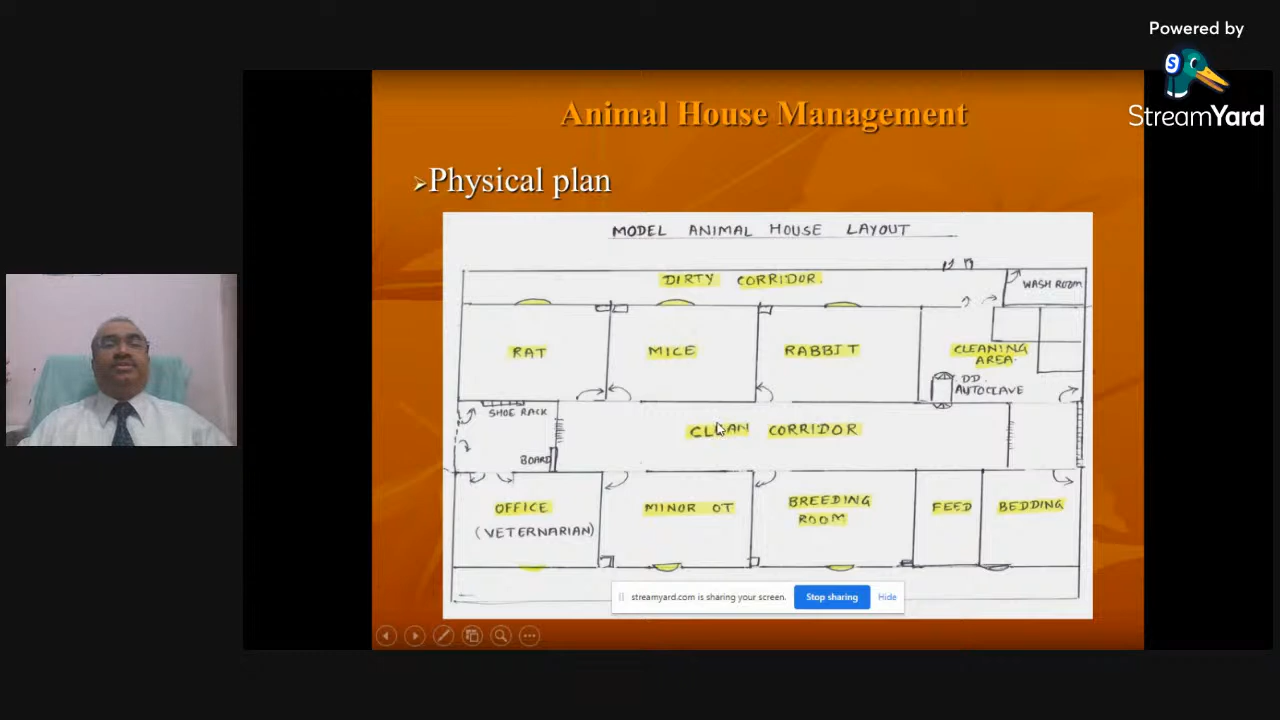 Powered by
StreamYard
Animal House Management
Physical plan
MODEL ANIMAL HOUSE LAYOUT
DIRTY CORRIDOR.
WASH ROOM
RAT
MICE
RABBIT
CLEANING
AREA.
DD.
AUTOCLAVE
SHOE RACK
BOARD
CLEAN CORRIDOR
OFFICE
(VETERNARIAN)
MINOR OT
BREEDING
ROOM
FEED
BEDDING
streamyard.com is sharing your screen.
Stop sharing
Hide